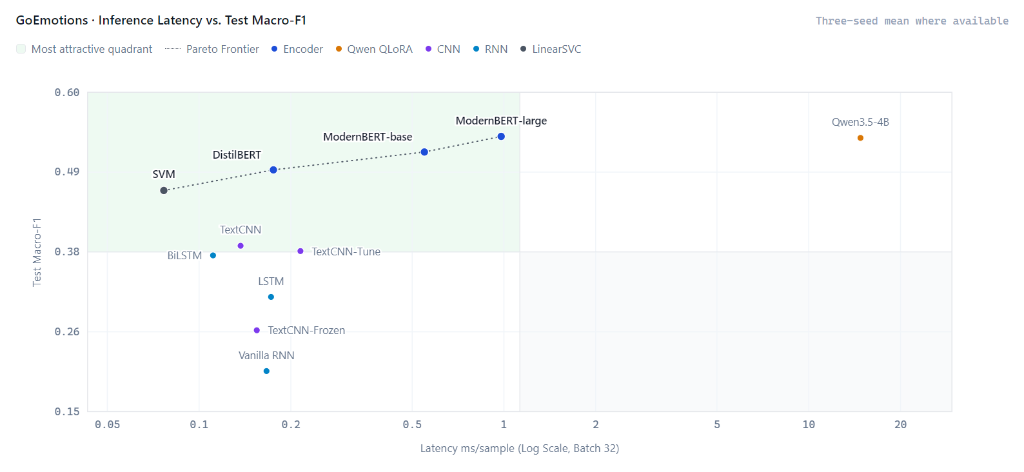 GoEmotions · Inference Latency vs. Test Macro-F1
Three-seed mean where available
Most attractive quadrant
Pareto Frontier
Encoder
Qwen QLoRA
CNN
RNN
LinearSVC
0.60
ModernBERT-large
Qwen3.5-4B
ModernBERT-base
DistilBERT
SVM
0.49
TextCNN
BiLSTM
TextCNN-Tune
0.38
Test Macro-F1
LSTM
TextCNN-Frozen
0.26
Vanilla RNN
0.15
0.05
0.1
0.2
0.5
1
2
5
10
20
Latency ms/sample (Log Scale, Batch 32)